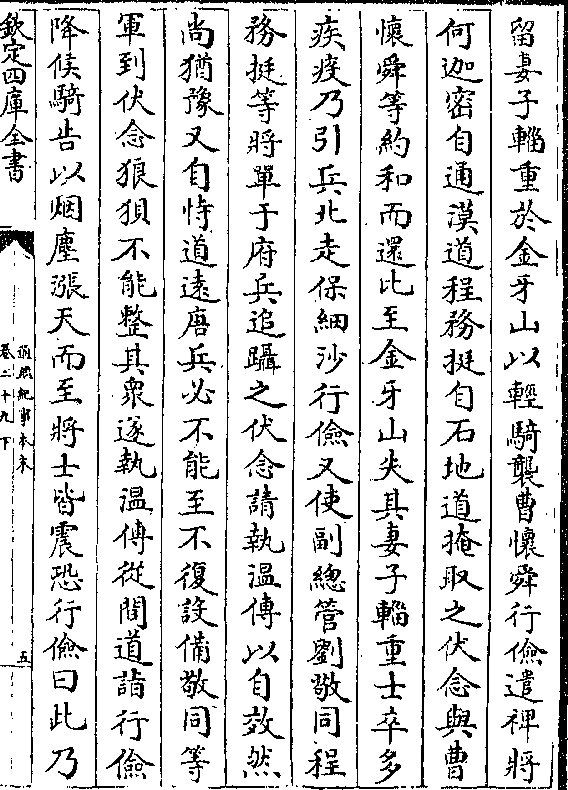 留妻子輜重於金牙山以輕騎襲曹懷舜行儉遣裨將
何迦密自通漠道程務挺自石地道掩取之伏念與曹
懷舜等約和而還比至金牙山失其妻子輜重士卒多
疾疫乃引兵北走保細沙行儉又使副總管劉敬同程
務挺等將單于府兵追躡之伏念請執溫傅以自效然
尚猶豫又自恃道遠唐兵必不能至不復設備敬同等
軍到伏念狼狽不能整其衆遂執溫傅從間道詣行儉
降候騎告以烟塵漲天而至將士皆震恐行儉曰此乃
欽定四庫全書
通鑑紀事本末
卷二十九下
五